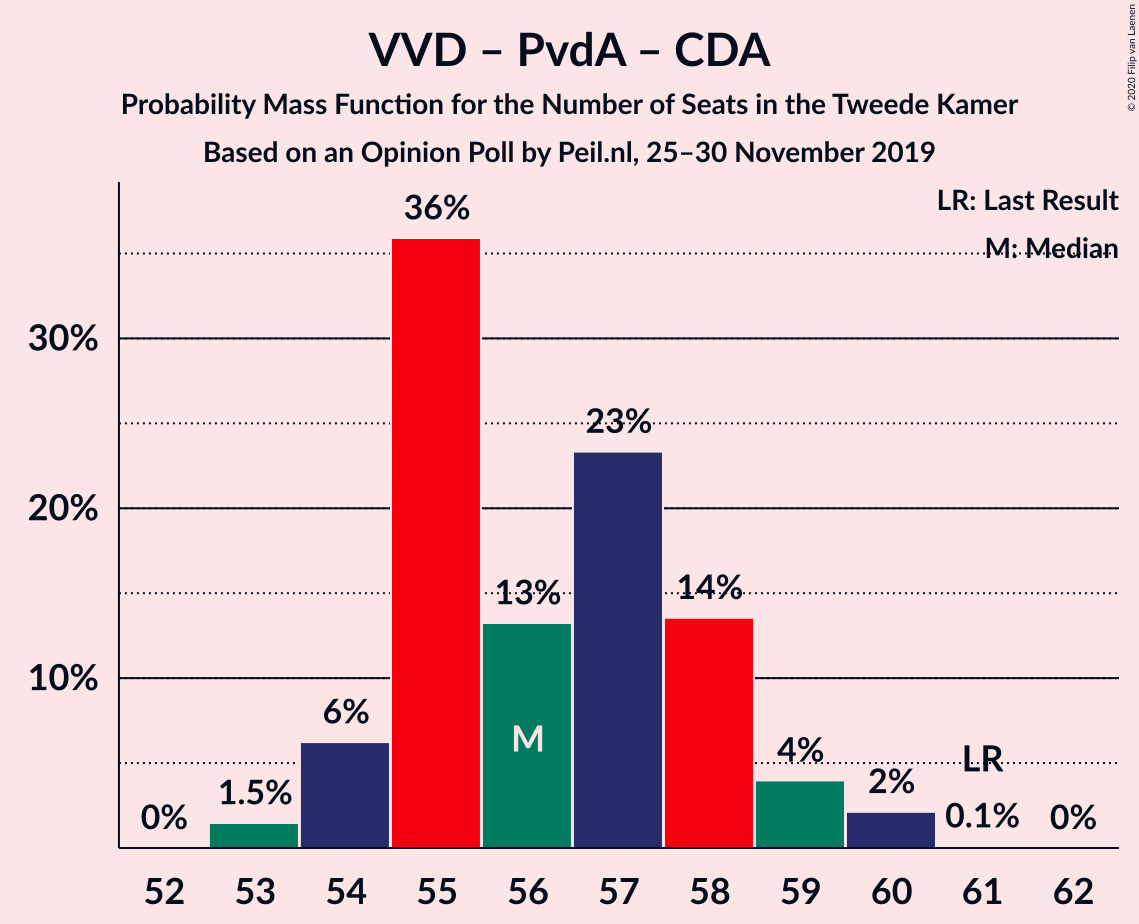 VVD – PvdA – CDA
Probability Mass Function for the Number of Seats in the Tweede Kamer
Based on an Opinion Poll by Peil.nl, 25–30 November 2019
© 2020 Filip van Laenen
LR: Last Result
M: Median
36%
30%
23%
20%
13%
14%
10%
6%
M
4%
LR
1.5%
2%
0%
0.1%
0%
52 53 54 55 56 57 58 59 60 61 62